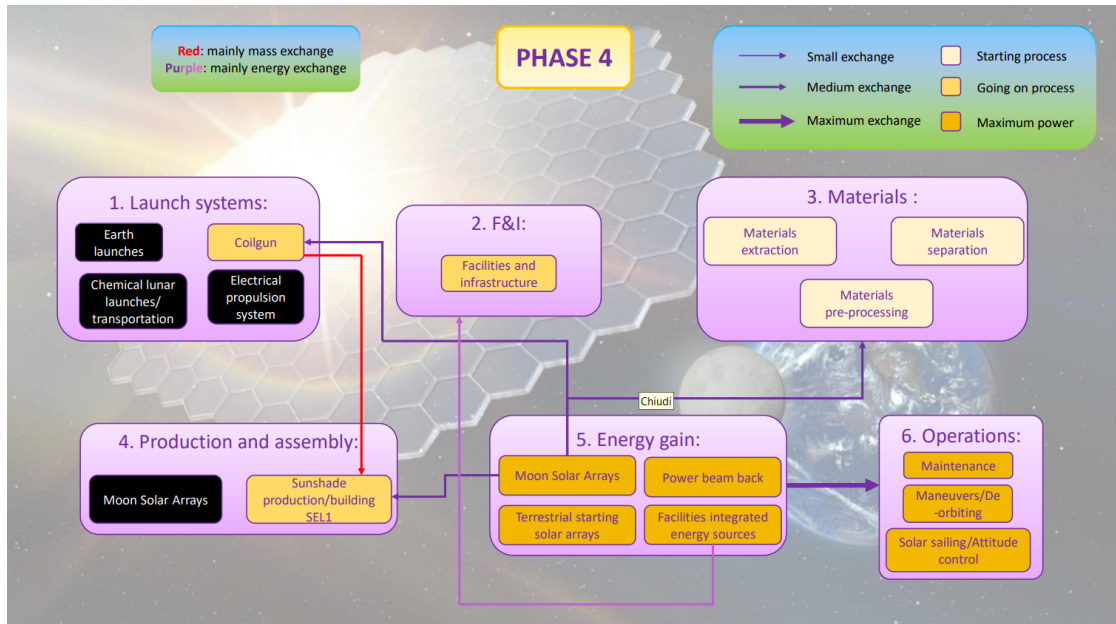 Red: mainly mass exchange
Purple: mainly energy exchange
PHASE 4
Small exchange
Starting process
Medium exchange
Going on process
Maximum exchange
Maximum power
1. Launch systems:
Earth
launches
Coilgun
Chemical lunar
launches/
transportation
Electrical
propulsion
system
2. F&I:
Facilities and
infrastructure
3. Materials :
Materials
extraction
Materials
separation
Materials
pre-processing
Chiudi
4. Production and assembly:
Moon Solar Arrays
Sunshade
production/building
SEL1
5. Energy gain:
Moon Solar Arrays
Power beam back
Terrestrial starting
solar arrays
Facilities integrated
energy sources
6. Operations:
Maintenance
Maneuvers/De
-orbiting
Solar sailing/Attitude
control